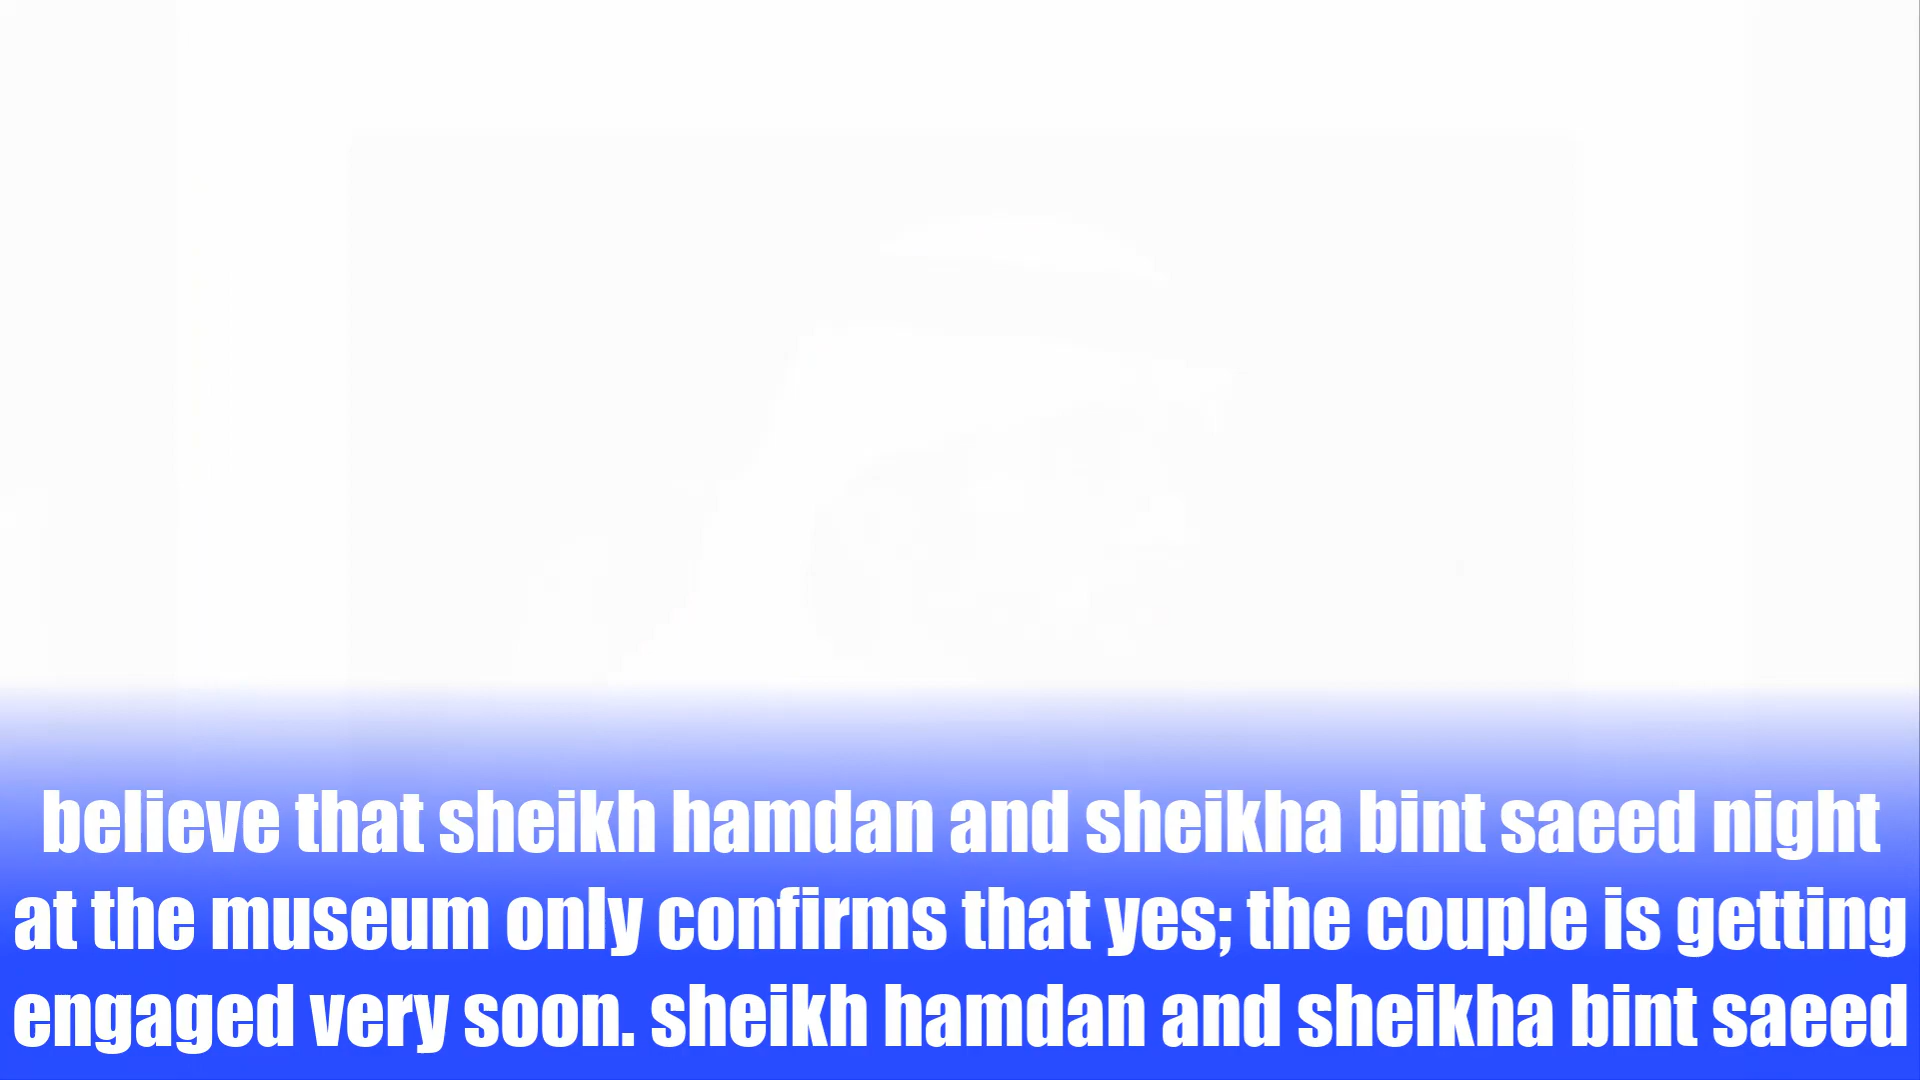 believe that sheikh hamdan and sheikha bint saeed night
at the museum only confirms that yes; the couple is getting
engaged very soon. sheikh hamdan and sheikha bint saeed